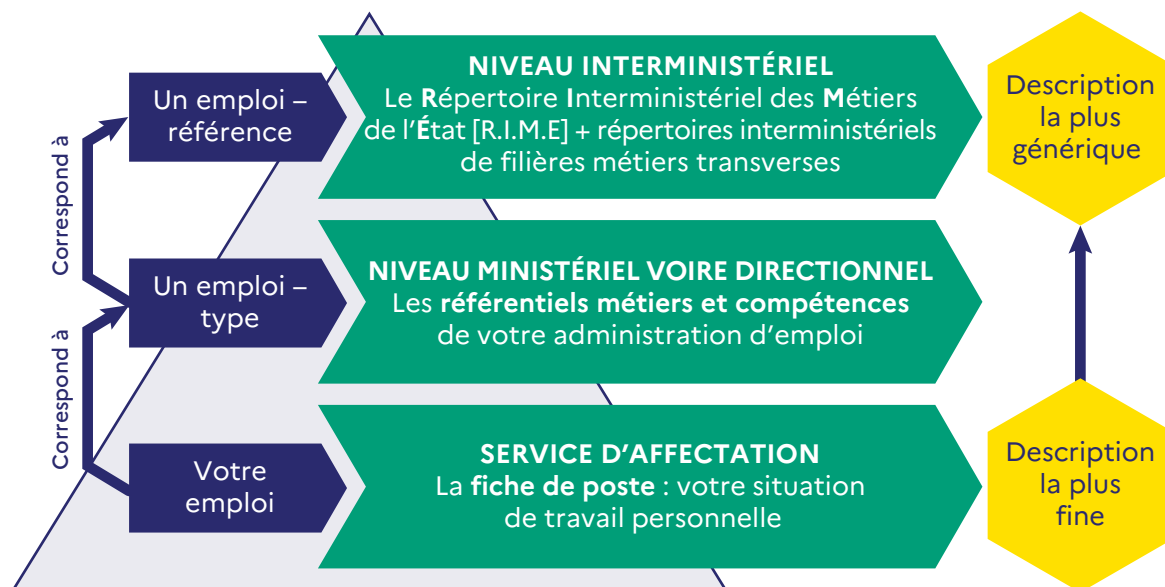 Un emploi –
référence
NIVEAU INTERMINISTÉRIEL
Le Répertoire Interministériel des Métiers
de l’État [R.I.M.E] + répertoires interministériels
de filières métiers transverses
Description
la plus
générique
Correspond à
Un emploi –
type
NIVEAU MINISTÉRIEL VOIRE DIRECTIONNEL
Les référentiels métiers et compétences
de votre administration d’emploi
Correspond à
Votre
emploi
SERVICE D’AFFECTATION
La fiche de poste : votre situation
de travail personnelle
Description
la plus
fine